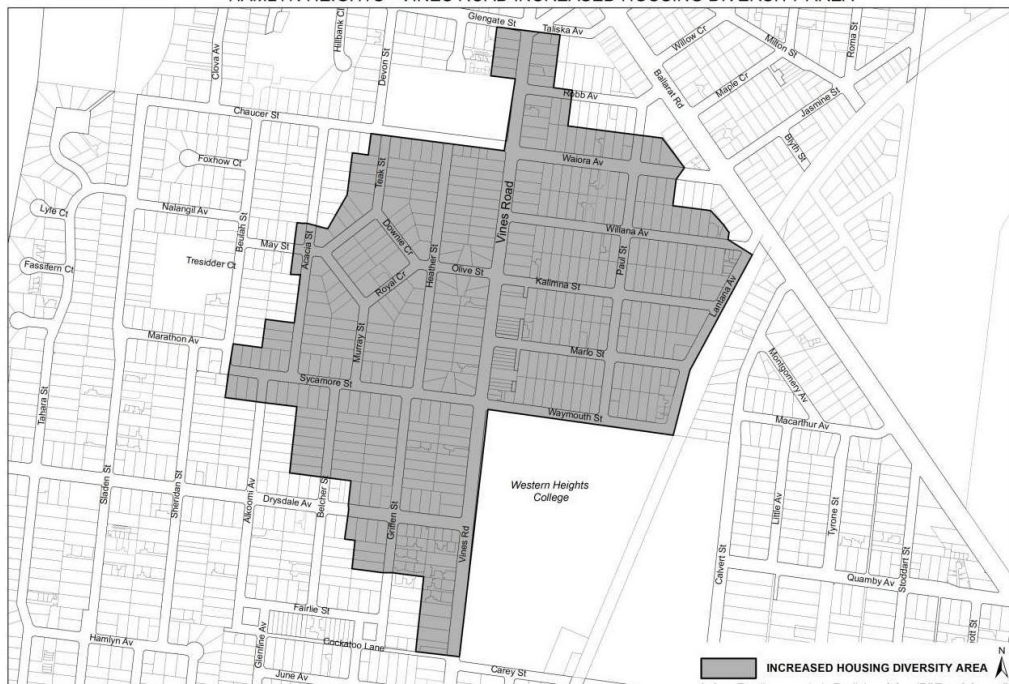 HAMLYN HEIGHTS - VINES ROAD INCREASED HOUSING DIVERSITY AREA
Glengate St
Taliska Av
Hillbank Ct
Clova Av
Devon St
Willow Cr
Milton St
Roma St
Ballarat Rd
Maple Cr
Robb Av
Jasmine St
Chaucer St
Blyth St
Foxhow Ct
Teak St
Waiora Av
Vines Road
Lyle Ct
Nalangil Av
Beulah St
May St
Acacia St
Downie Cr
Heather St
Willana Av
Paul St
Fassifern Ct
Tresidder Ct
Royal Cr
Olive St
Kalimna St
Lantana Av
Marathon Av
Murray St
Marlo St
Montgomery Av
Sycamore St
Waymouth St
Macarthur Av
Tahara St
Sladen St
Sheridan St
Alkoomi Av
Belcher St
Drysdale Av
Griffen St
Vines Rd
Western Heights
College
Little Av
Tyrone St
Stoddart St
Calvert St
Quamby Av
Fairlie St
Hamlyn Av
Glenfine Av
Cockatoo Lane
June Av
Carey St
N
INCREASED HOUSING DIVERSITY AREA